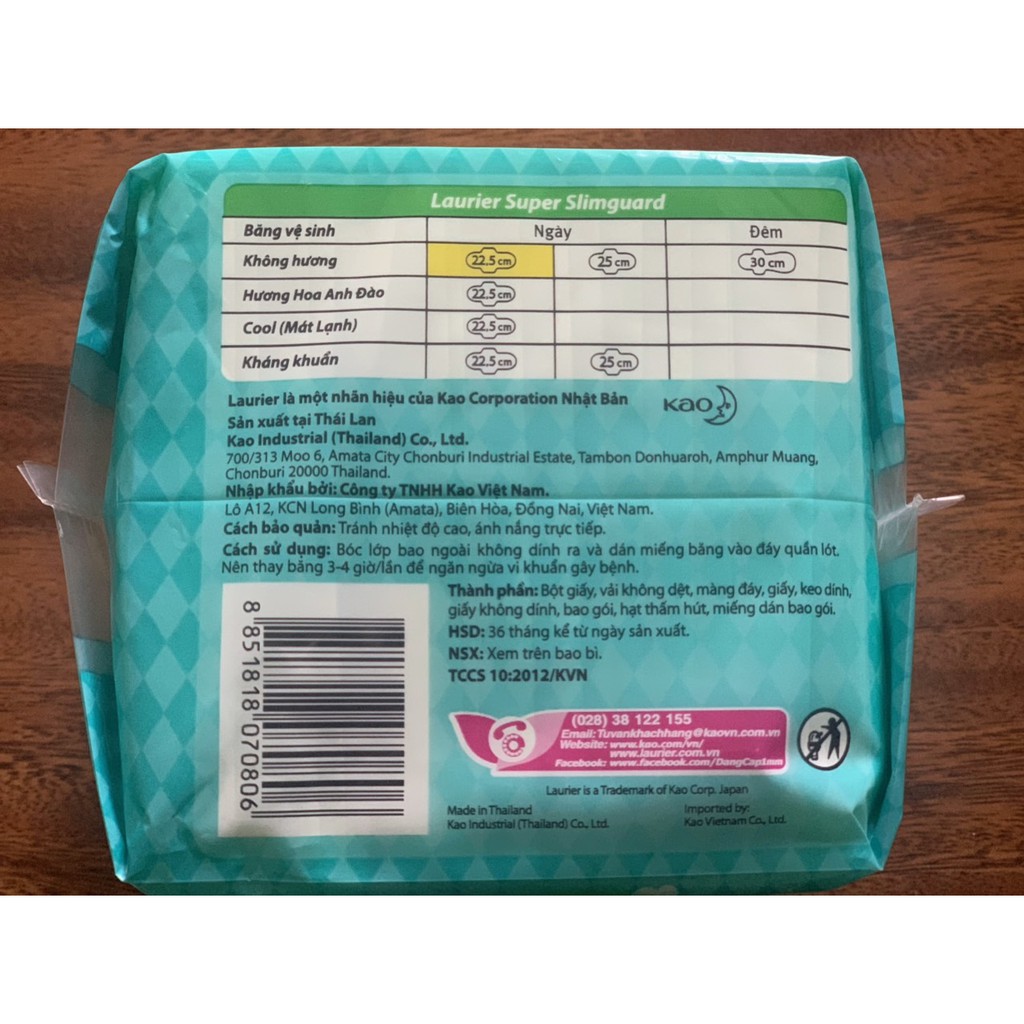 Laurier Super Slimguard
Băng vệ sinh Ngày Đêm
Không hương 22.5 cm 25 cm 30 cm
Hương Hoa Anh Đào 22.5 cm
Cool (Mát Lạnh) 22.5 cm
Kháng khuẩn 22.5 cm 25 cm
Laurier là một nhãn hiệu của Kao Corporation Nhật Bản
Kao
Sản xuất tại Thái Lan
Kao Industrial (Thailand) Co., Ltd.
700/313 Moo 6, Amata City Chonburi Industrial Estate, Tambon Donhuaroh, Amphur Muang,
Chonburi 20000 Thailand.
Nhập khẩu bởi: Công ty TNHH Kao Việt Nam.
Lô A12, KCN Long Bình (Amata), Biên Hòa, Đồng Nai, Việt Nam.
Cách bảo quản: Tránh nhiệt độ cao, ánh nắng trực tiếp.
Cách sử dụng: Bóc lớp bao ngoài không dính ra và dán miếng băng vào đáy quần lót.
Nên thay băng 3-4 giờ/lần để ngăn ngừa vi khuẩn gây bệnh.
Thành phần: Bột giấy, vải không dệt, màng đáy, giấy, keo dính,
giấy không dính, bao gói, hạt thấm hút, miếng dán bao gói.
HSD: 36 tháng kể từ ngày sản xuất.
NSX: Xem trên bao bì.
TCCS 10:2012/KVN
8 851818 070806
(028) 38 122 155
Email: Tuvankhachhang@kaovn.com.vn
Website: www.kao.com/vn/
www.laurier.com.vn
Facebook: www.facebook.com/DangCap1mm
Laurier is a Trademark of Kao Corp. Japan
Made in Thailand
Kao Industrial (Thailand) Co., Ltd.
Imported by:
Kao Vietnam Co., Ltd.